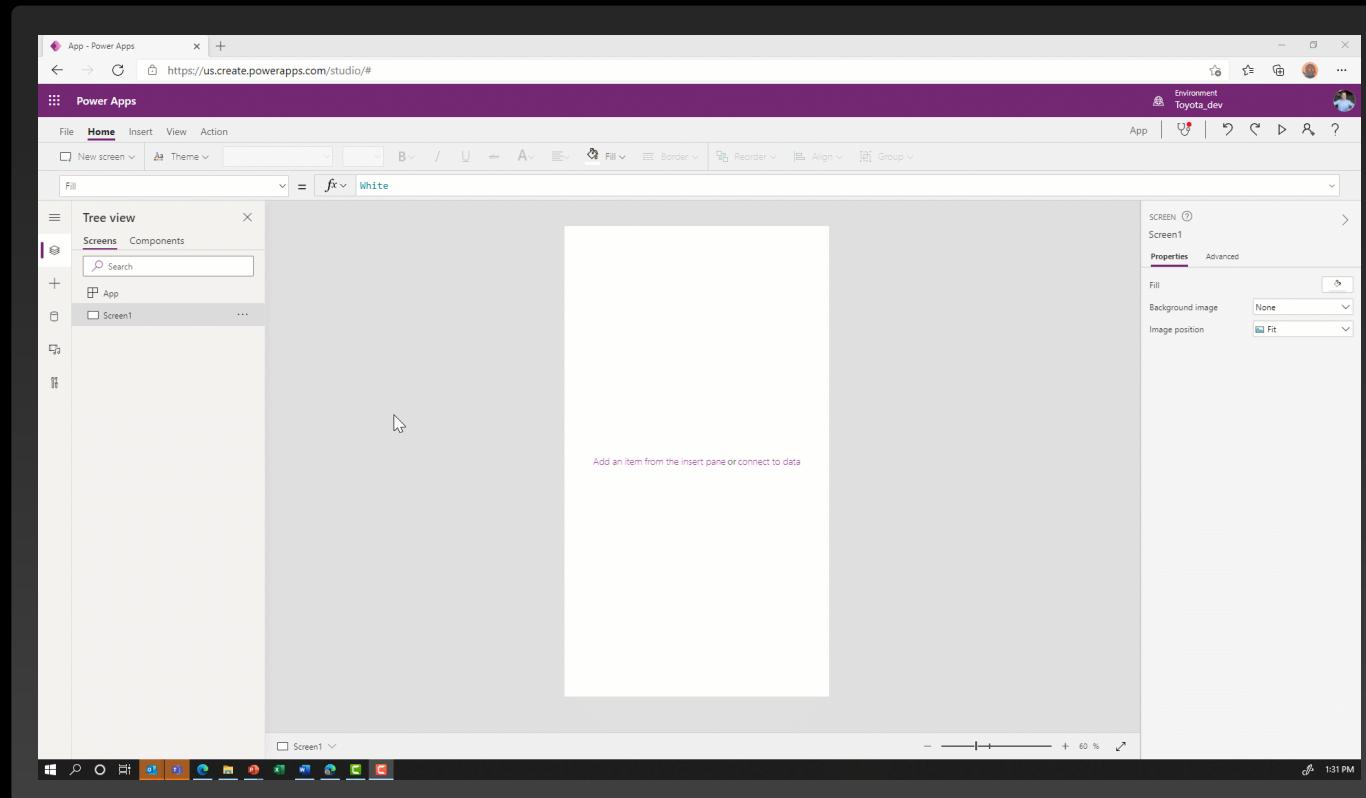 App - Power Apps
https://us.create.powerapps.com/studio/#
Power Apps
Environment
Toyota_dev
File Home Insert View Action
App
New screen Theme B / U abc A Fill Border Reorder Align Group
Fill = fx White
Tree view
Screens Components
Search
App
Screen1
Add an item from the insert pane or connect to data
SCREEN
Screen1
Properties Advanced
Fill
Background image None
Image position Fit
Screen1
60 %
1:31 PM